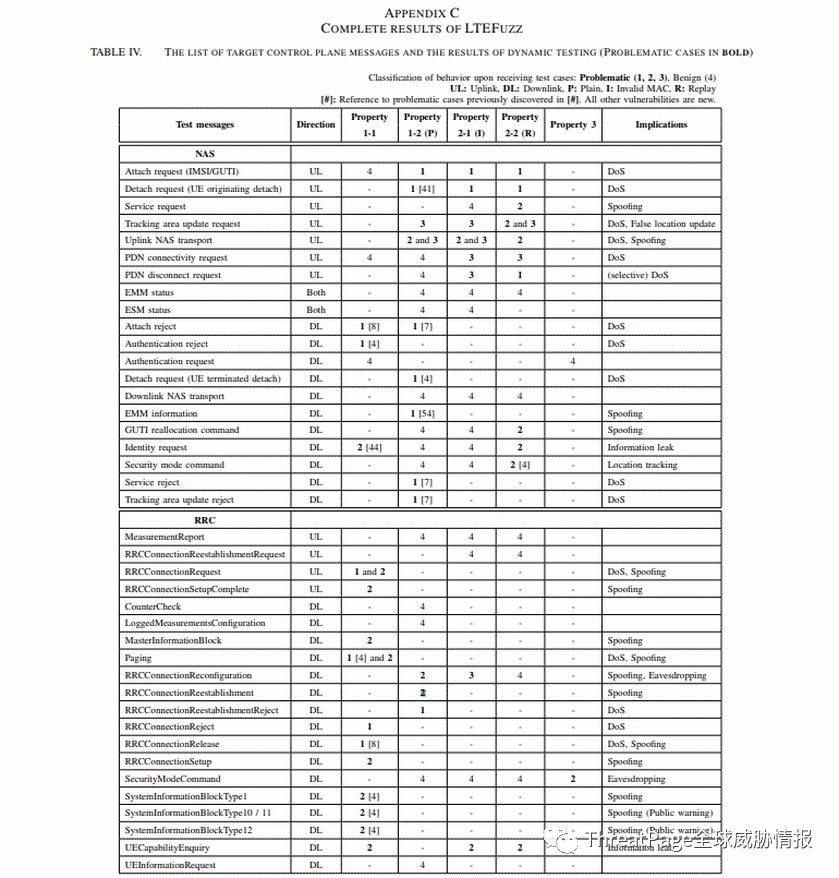 APPENDIX C
COMPLETE RESULTS OF LTEFUZZ
TABLE IV. THE LIST OF TARGET CONTROL PLANE MESSAGES AND THE RESULTS OF DYNAMIC TESTING (PROBLEMATIC CASES IN BOLD)
Classification of behavior upon receiving test cases: Problematic (1, 2, 3), Benign (4)
UL: Uplink, DL: Downlink, P: Plain, I: Invalid MAC, R: Replay
[#]: Reference to problematic cases previously discovered in [#]. All other vulnerabilities are new.
Test messages Direction Property 1-1 Property 1-2 (P) Property 2-1 (I) Property 2-2 (R) Property 3 Implications
NAS
Attach request (IMSI/GUTI) UL 4 1 1 1 - DoS
Detach request (UE originating detach) UL - 1 [41] 1 1 - DoS
Service request UL - - 4 2 - Spoofing
Tracking area update request UL - 3 3 2 and 3 - DoS, False location update
Uplink NAS transport UL - 2 and 3 2 and 3 2 - DoS, Spoofing
PDN connectivity request UL 4 4 3 3 - DoS
PDN disconnect request UL - 4 3 1 - (selective) DoS
EMM status Both - 4 4 4 -
ESM status Both - 4 4 - -
Attach reject DL 1 [8] 1 [7] - - - DoS
Authentication reject DL 1 [4] - - - - DoS
Authentication request DL 4 - - - 4
Detach request (UE terminated detach) DL - 1 [4] - - - DoS
Downlink NAS transport DL - 4 4 4 -
EMM information DL - 1 [54] - - - Spoofing
GUTI reallocation command DL - 4 4 2 - Spoofing
Identity request DL 2 [44] 4 4 2 - Information leak
Security mode command DL - 4 4 2 [4] - Location tracking
Service reject DL - 1 [7] - - - DoS
Tracking area update reject DL - 1 [7] - - - DoS
RRC
MeasurementReport UL - 4 4 4 -
RRCConnectionReestablishmentRequest UL - - 4 4 -
RRCConnectionRequest UL 1 and 2 - - - - DoS, Spoofing
RRCConnectionSetupComplete UL 2 - - - - Spoofing
CounterCheck DL - 4 - - -
LoggedMeasurementsConfiguration DL - 4 - - -
MasterInformationBlock DL 2 - - - - Spoofing
Paging DL 1 [4] and 2 - - - - DoS, Spoofing
RRCConnectionReconfiguration DL - 2 3 4 - Spoofing, Eavesdropping
RRCConnectionReestablishment DL - 2 - - - Spoofing
RRCConnectionReestablishmentReject DL - 1 - - - DoS
RRCConnectionReject DL 1 - - - - DoS
RRCConnectionRelease DL 1 [8] - - - - DoS, Spoofing
RRCConnectionSetup DL 2 - - - - Spoofing
SecurityModeCommand DL - 4 4 4 2 Eavesdropping
SystemInformationBlockType1 DL 2 [4] - - - - Spoofing
SystemInformationBlockType10 / 11 DL 2 [4] - - - - Spoofing (Public warning)
SystemInformationBlockType12 DL 2 [4] - - - - Spoofing (Public warning)
UECapabilityEnquiry DL 2 - 2 2 - Information leak
UEInformationRequest DL - 4 - - -
ThreatPage全球威胁情报